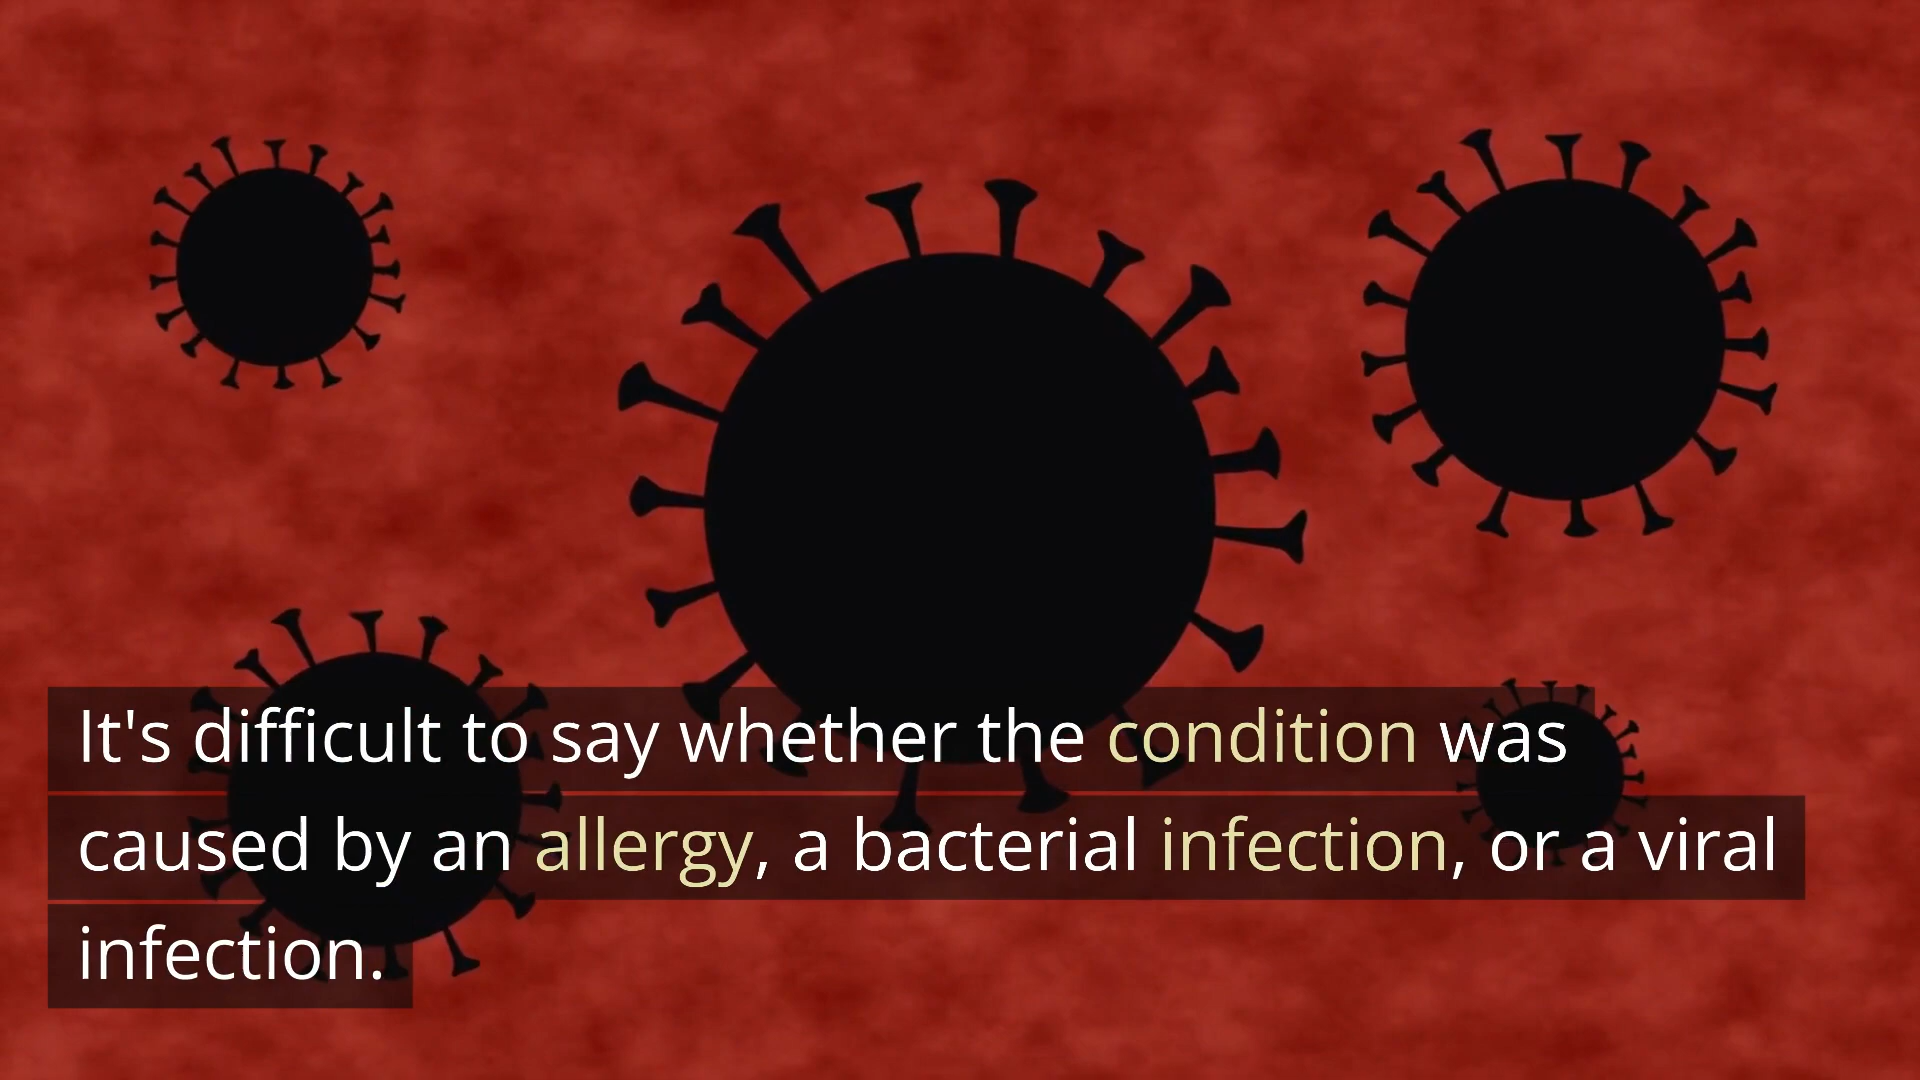 It's difficult to say whether the condition was
caused by an allergy, a bacterial infection, or a viral
infection.